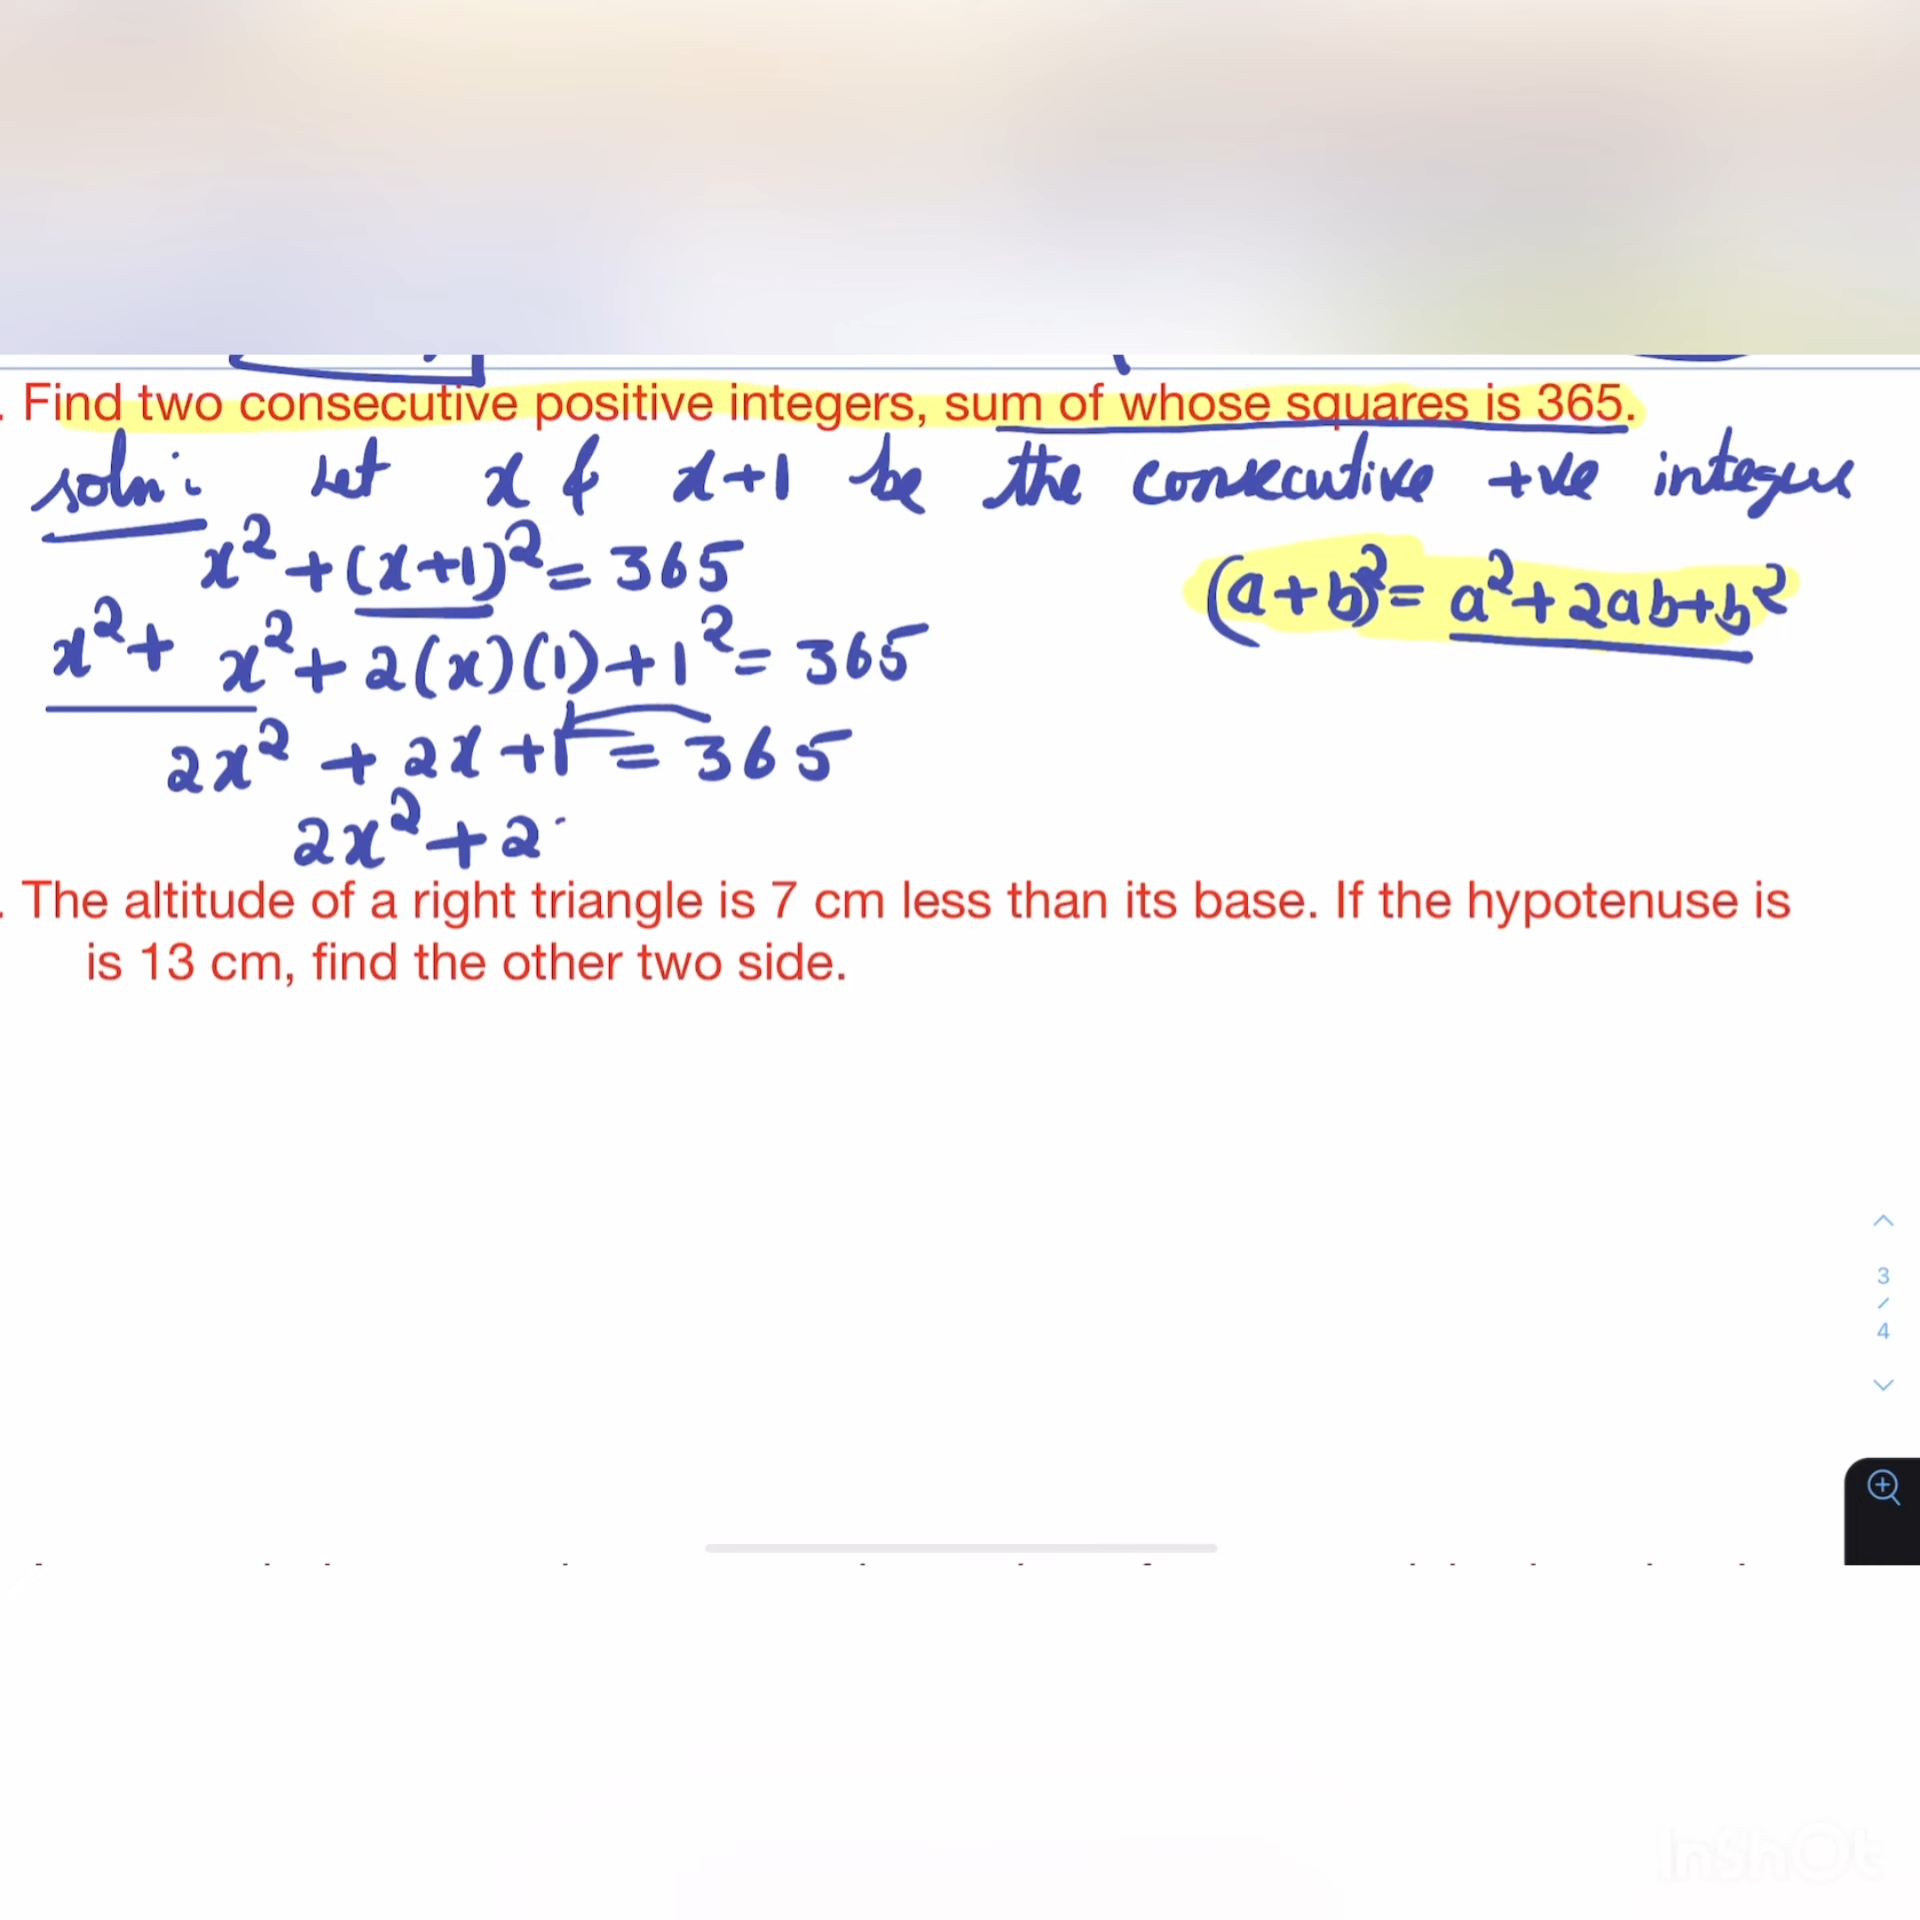 . Find two consecutive positive integers, sum of whose squares is 365.
soln: Let x & x+1 be the consecutive +ve integers
x²+(x+1)²=365
(a+b)²=a²+2ab+b²
x²+ x²+2(x)(1)+1²=365
2x²+2x+1=365
2x²+2
. The altitude of a right triangle is 7 cm less than its base. If the hypotenuse is
is 13 cm, find the other two side.
3
/
4
InShOt